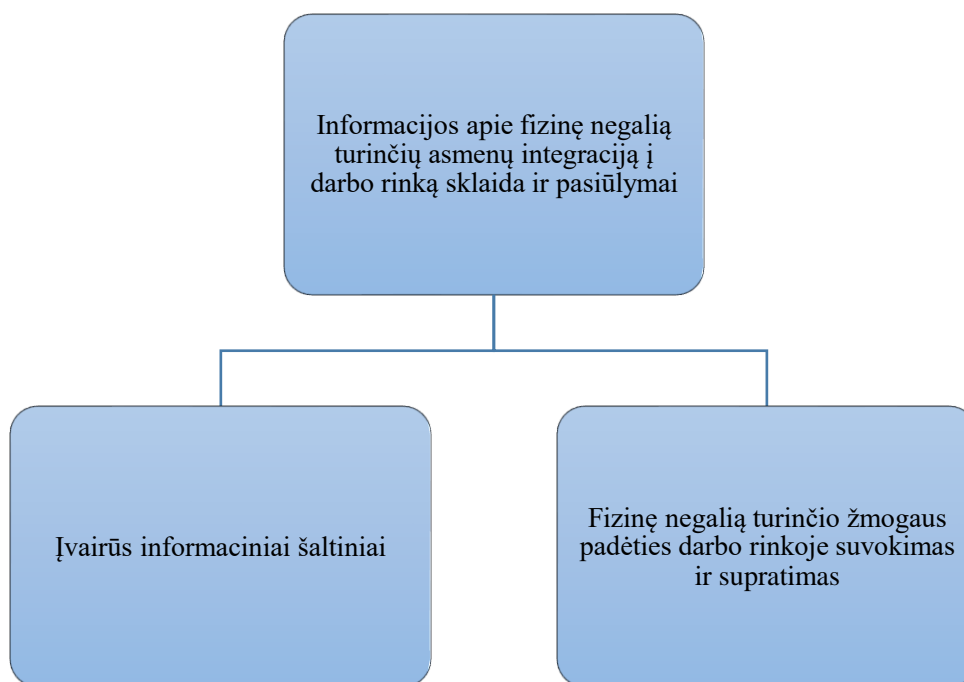 Informacijos apie fizinę negalią
turinčių asmenų integraciją į
darbo rinką sklaida ir pasiūlymai
Įvairūs informaciniai šaltiniai
Fizinę negalią turinčio žmogaus
padėties darbo rinkoje suvokimas
ir supratimas